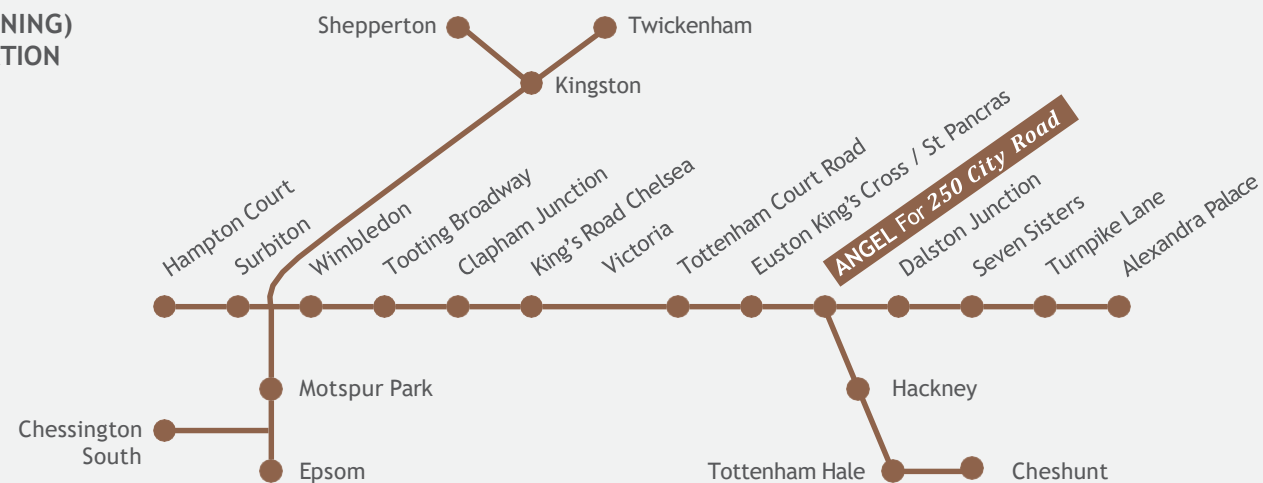 NING)
TION
Shepperton
Twickenham
Kingston
Hampton Court
Surbiton
Wimbledon
Tooting Broadway
Clapham Junction
King's Road Chelsea
Victoria
Tottenham Court Road
Euston King's Cross / St Pancras
ANGEL For 250 City Road
Dalston Junction
Seven Sisters
Turnpike Lane
Alexandra Palace
Motspur Park
Hackney
Chessington
South
Epsom
Tottenham Hale
Cheshunt